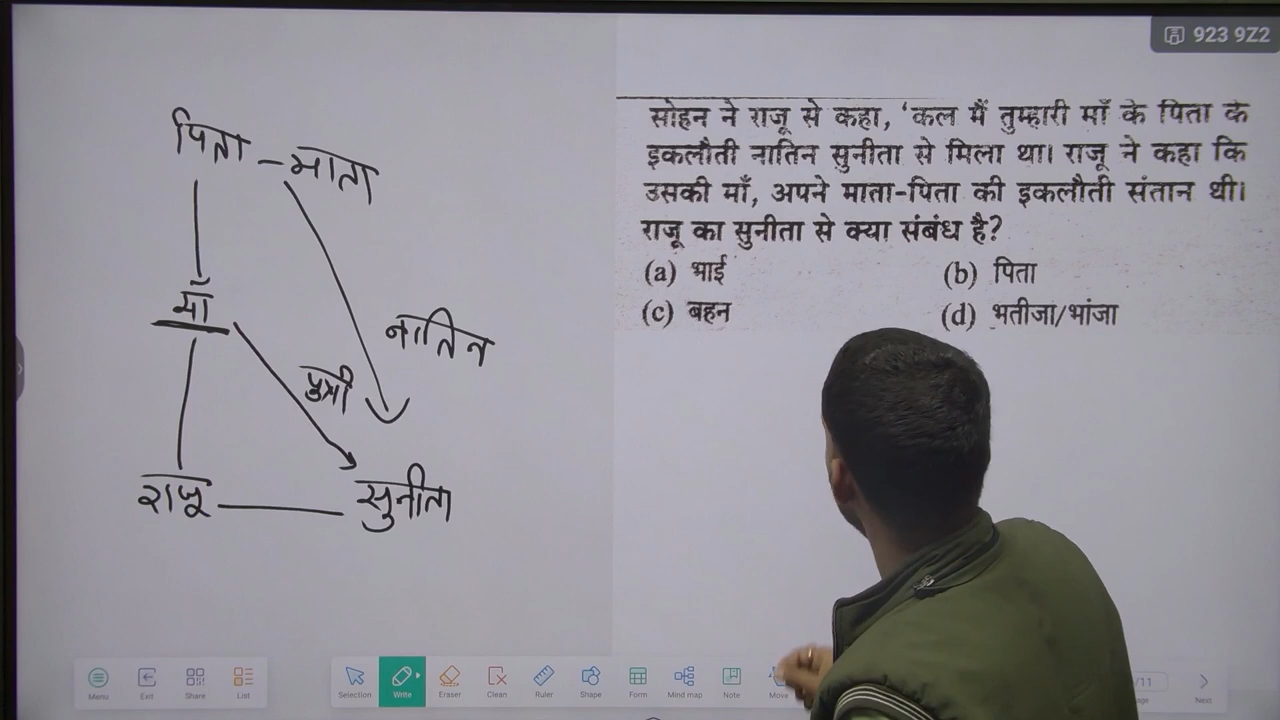 923 9Z2
सोहन ने राजू से कहा, ‘कल मैं तुम्हारी माँ के पिता के
इकलौती नातिन सुनीता से मिला था। राजू ने कहा कि
उसकी माँ, अपने माता-पिता की इकलौती संतान थी।
राजू का सुनीता से क्या संबंध है?
(a) भाई (b) पिता
(c) बहन (d) भतीजा/भांजा
पिता - माता
माँ
नातिन
पुत्री
राजू
सुनीता
Menu Exit Share List Selection Write Eraser Clean Ruler Shape Form Mind map Note Move /11 Next